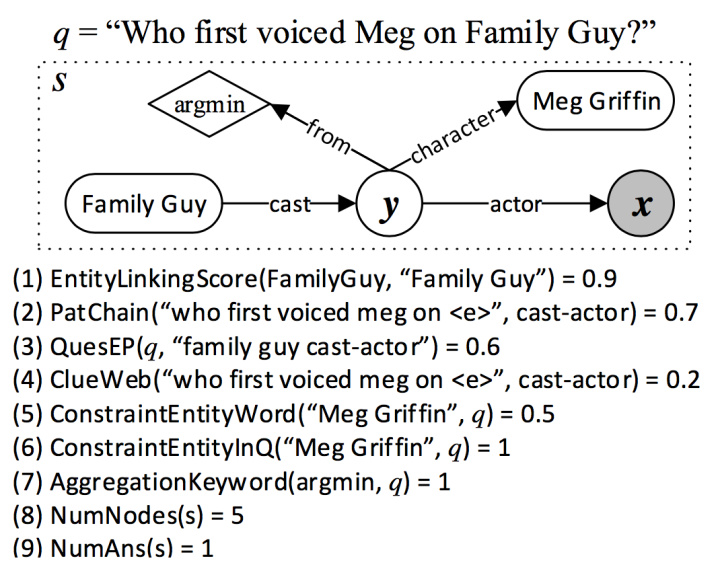 q = “Who first voiced Meg on Family Guy?”
s
argmin
Meg Griffin
from
character
Family Guy
cast
y
actor
x
(1) EntityLinkingScore(FamilyGuy, “Family Guy”) = 0.9
(2) PatChain(“who first voiced meg on <e>”, cast-actor) = 0.7
(3) QuesEP(q, “family guy cast-actor”) = 0.6
(4) ClueWeb(“who first voiced meg on <e>”, cast-actor) = 0.2
(5) ConstraintEntityWord(“Meg Griffin”, q) = 0.5
(6) ConstraintEntityInQ(“Meg Griffin”, q) = 1
(7) AggregationKeyword(argmin, q) = 1
(8) NumNodes(s) = 5
(9) NumAns(s) = 1